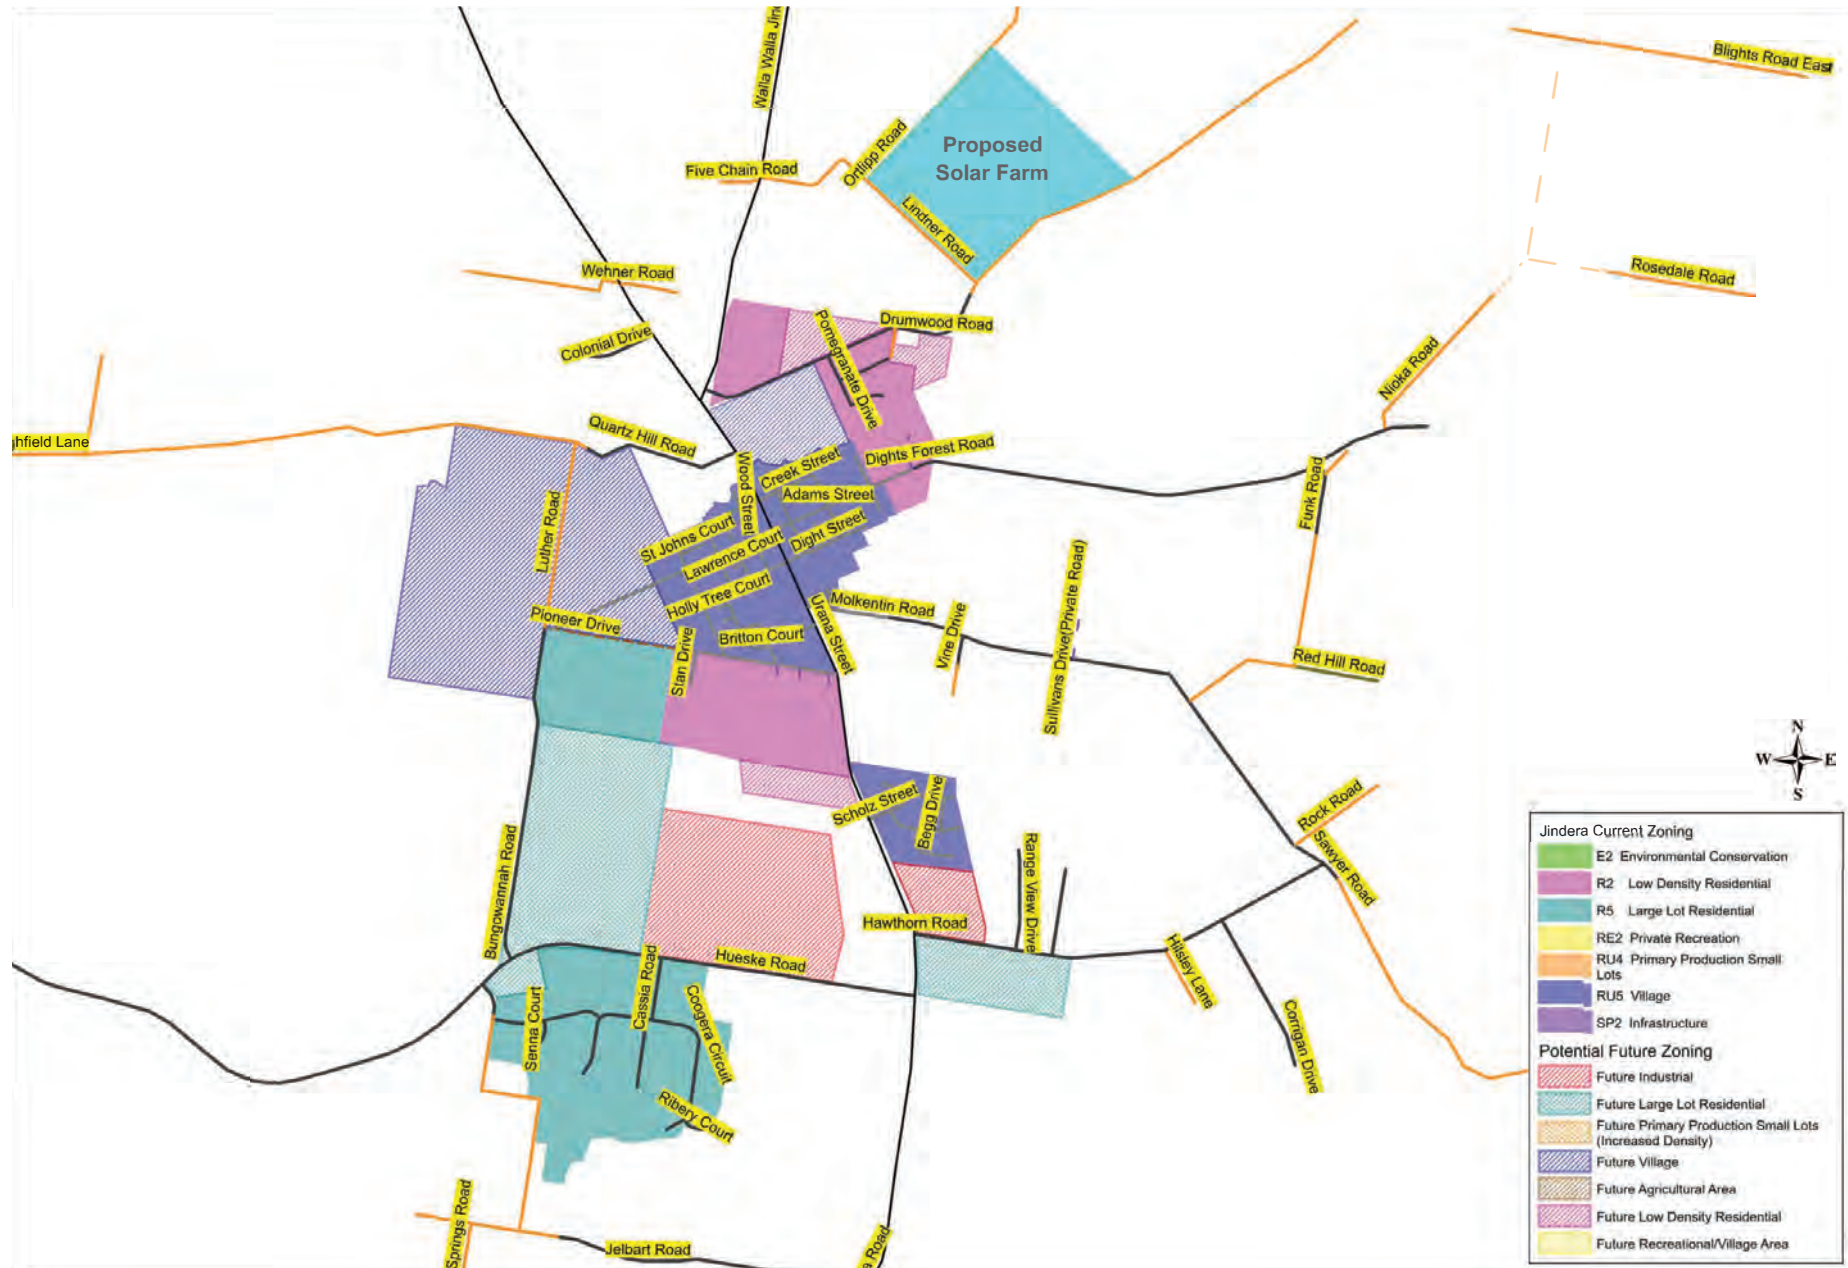 Blights Road East
Walla Walla Jin
Proposed
Solar Farm
Ortlipp Road
Five Chain Road
Lindner Road
Wehner Road
Rosedale Road
Drumwood Road
Pomegranate Drive
Colonial Drive
Nioka Road
hfield Lane
Quartz Hill Road
Dights Forest Road
Creek Street
Wood Street
Adams Street
Funk Road
Luther Road
St Johns Court
Dight Street
Lawrence Court
Holly Tree Court
Molkentin Road
Pioneer Drive
Urana Street
Britton Court
Vine Drive
Sullivans Drive(Private Road)
Stan Drive
Red Hill Road
N
W E
S
Scholz Street
Begg Drive
Rock Road
Sawyer Road
Bungowannah Road
Range View Drive
Hawthorn Road
Hueske Road
Cassia Road
Hilsley Lane
Senna Court
Coogera Circuit
Corrigan Drive
Ribery Court
Springs Road
Jelbart Road
Road
Jindera Current Zoning
E2 Environmental Conservation
R2 Low Density Residential
R5 Large Lot Residential
RE2 Private Recreation
RU4 Primary Production Small
Lots
RU5 Village
SP2 Infrastructure
Potential Future Zoning
Future Industrial
Future Large Lot Residential
Future Primary Production Small Lots
(Increased Density)
Future Village
Future Agricultural Area
Future Low Density Residential
Future Recreational/Village Area